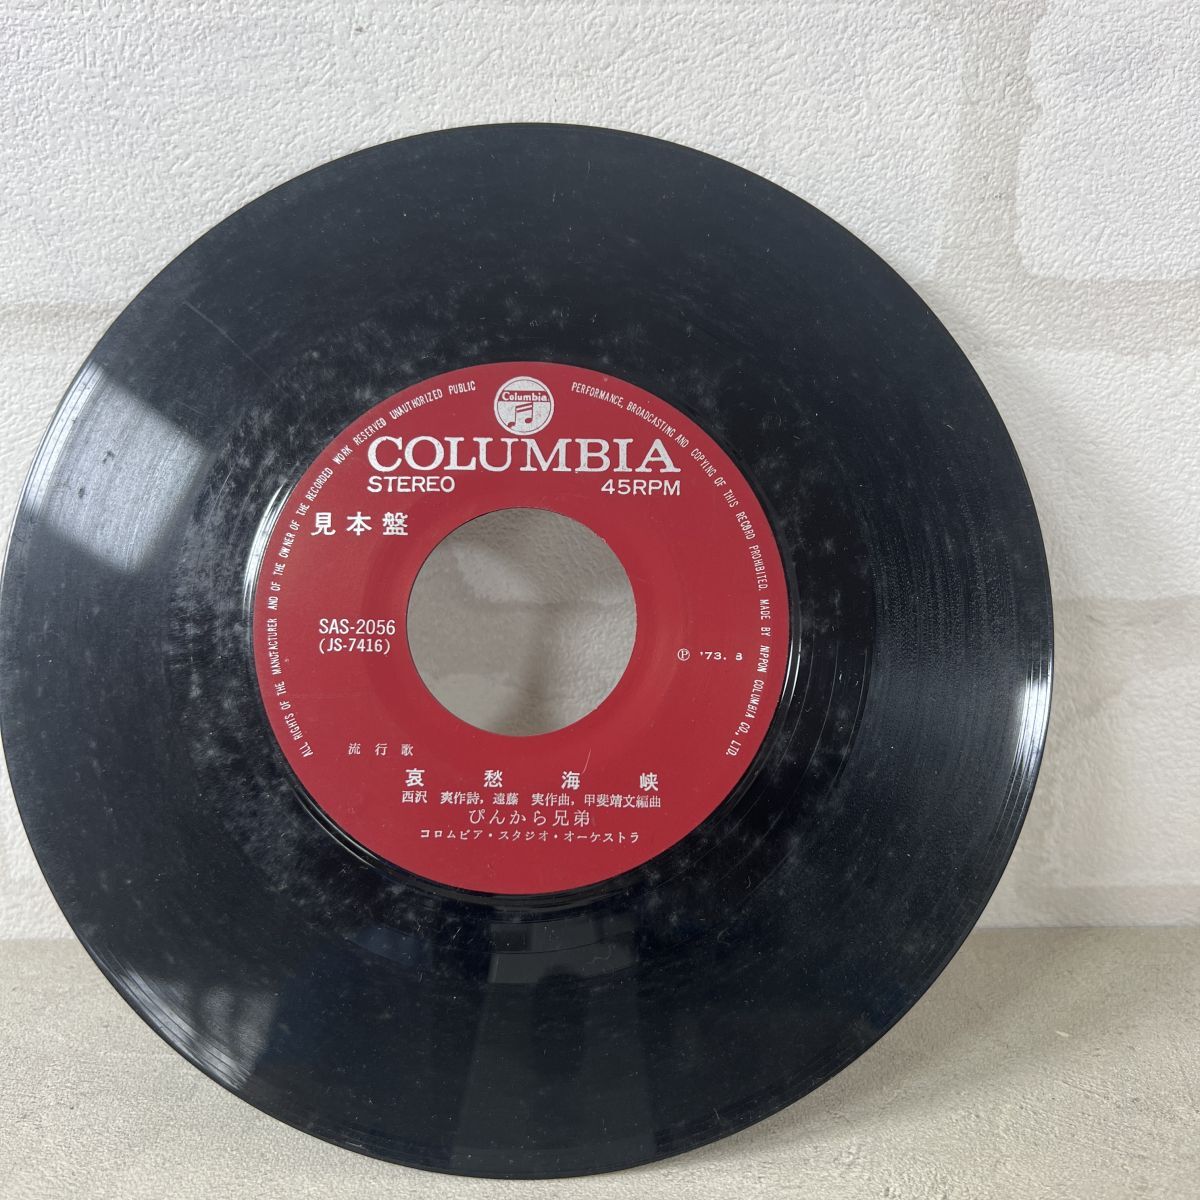 ALL RIGHTS OF THE MANUFACTURER AND OF THE OWNER OF THE RECORDED WORK RESERVED UNAUTHORIZED PUBLIC PERFORMANCE, BROADCASTING AND COPYING OF THIS RECORD PROHIBITED. MADE BY NIPPON COLUMBIA CO., LTD.
Columbia
COLUMBIA
STEREO 45RPM
見本盤
SAS-2056
(JS-7416)
℗ '73. 8
流行歌
哀愁海峡
西沢 爽作詩, 遠藤 実作曲, 甲斐靖文編曲
ぴんから兄弟
コロムビア・スタジオ・オーケストラ